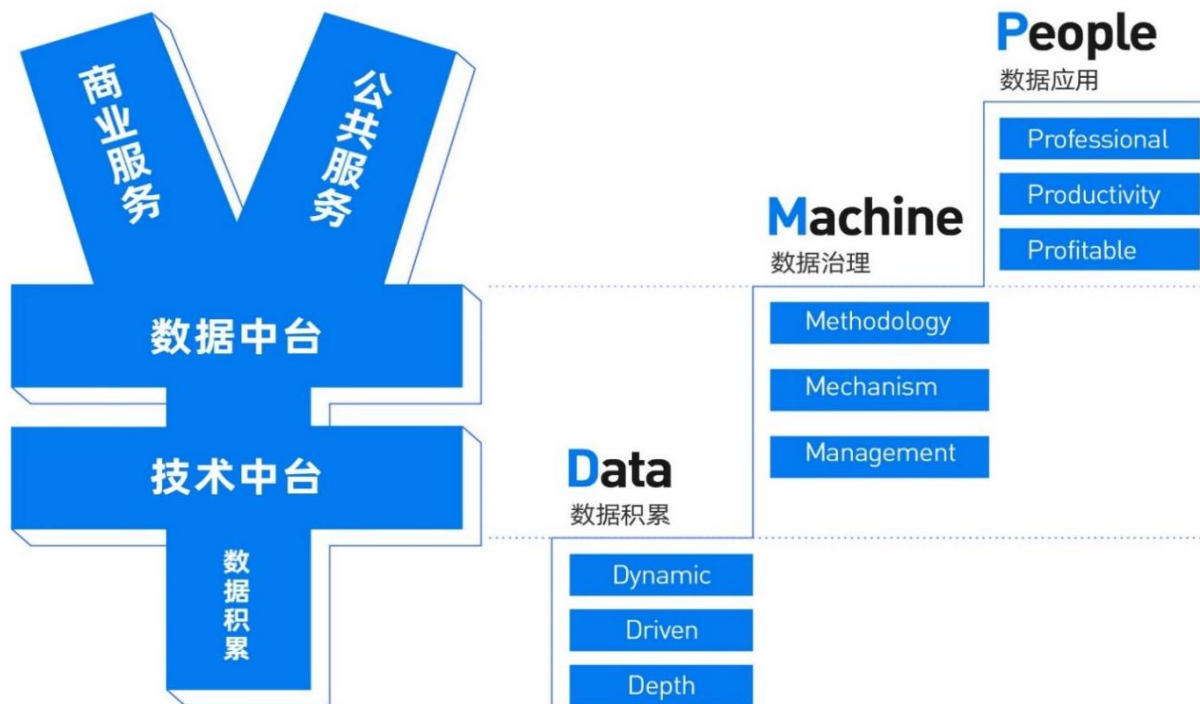 商业服务
公共服务
数据中台
技术中台
数据积累
People
数据应用
Professional
Productivity
Profitable
Machine
数据治理
Methodology
Mechanism
Management
Data
数据积累
Dynamic
Driven
Depth